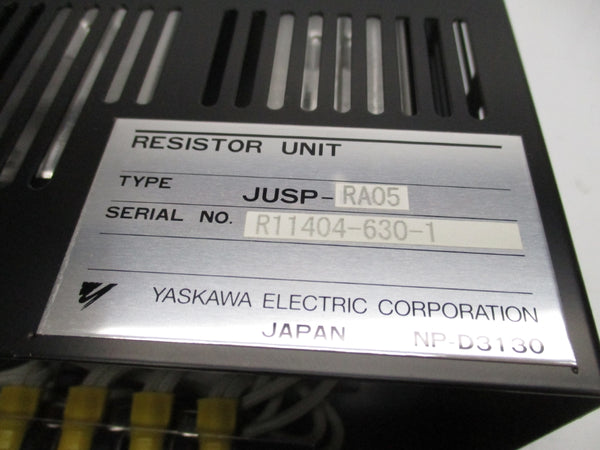 RESISTOR UNIT
TYPE JUSP-RA05
SERIAL NO. R11404-630-1
YASKAWA ELECTRIC CORPORATION
JAPAN NP-D3130